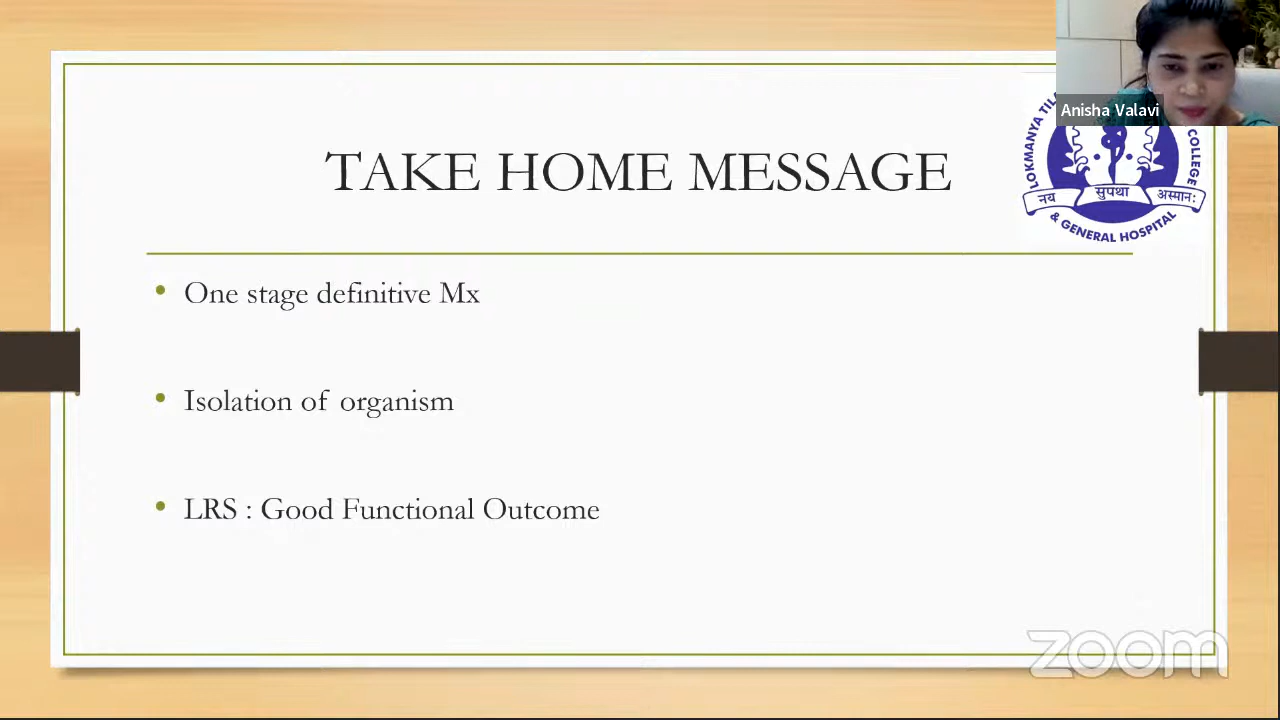 Anisha Valavi
TAKE HOME MESSAGE
LOKMANYA COLLEGE
नय सुपथा अस्मान:
& GENERAL HOSPITAL
• One stage definitive Mx
• Isolation of organism
• LRS : Good Functional Outcome
zoom